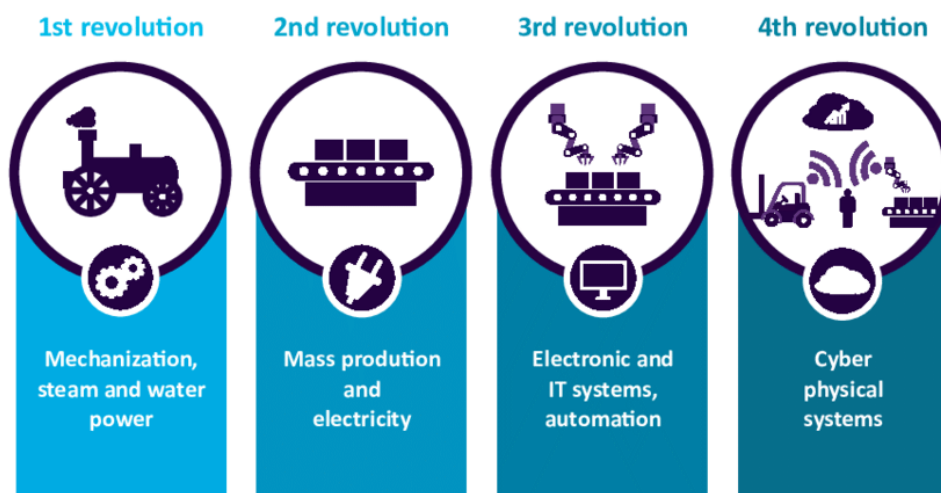 1st revolution
2nd revolution
3rd revolution
4th revolution
Mechanization,
steam and water
power
Mass prodution
and
electricity
Electronic and
IT systems,
automation
Cyber
physical
systems